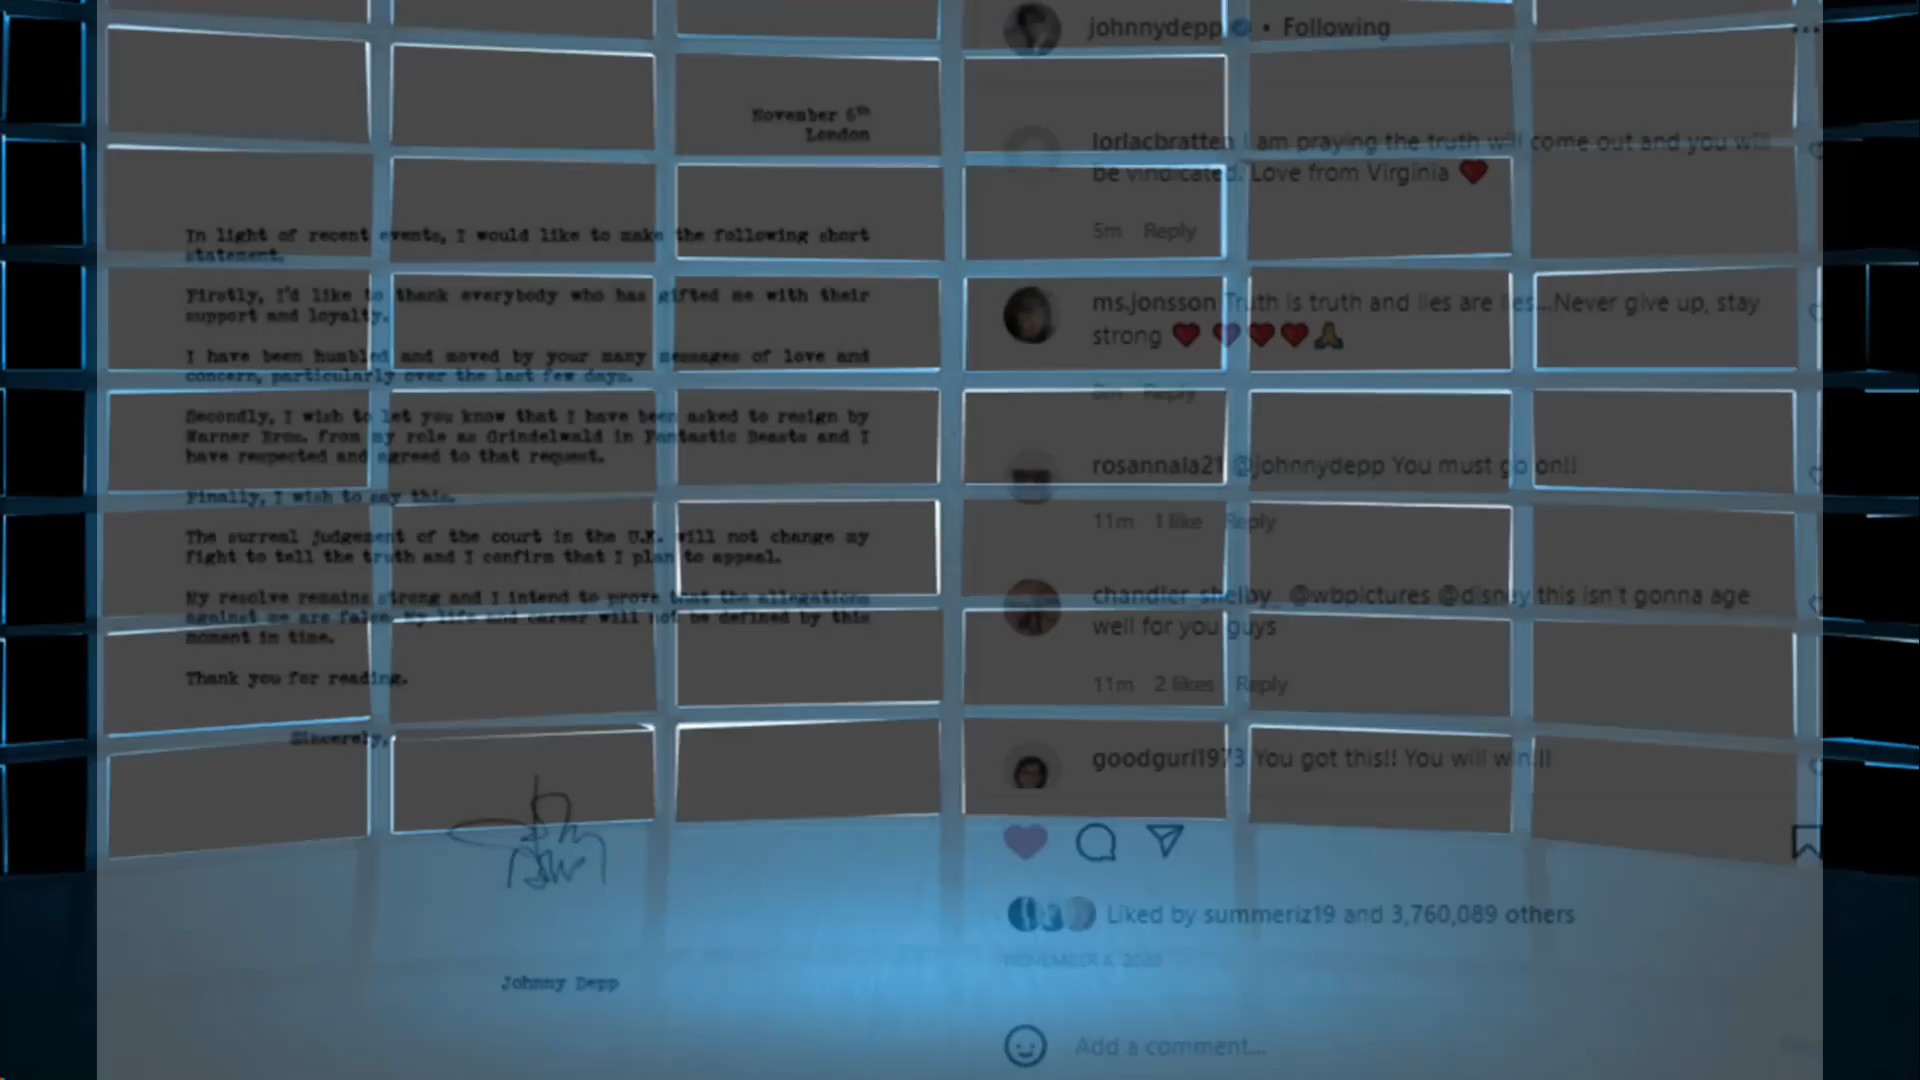 November 6th
London
In light of recent events, I would like to make the following short
statement.
Firstly, I'd like to thank everybody who has gifted me with their
support and loyalty.
I have been humbled and moved by your many messages of love and
concern, particularly over the last few days.
Secondly, I wish to let you know that I have been asked to resign by
Warner Bros. from my role as Grindelwald in Fantastic Beasts and I
have respected and agreed to that request.
Finally, I wish to say this.
The surreal judgement of the court in the U.K. will not change my
fight to tell the truth and I confirm that I plan to appeal.
My resolve remains strong and I intend to prove that the allegations
against me are false. My life and career will not be defined by this
moment in time.
Thank you for reading.
Sincerely,
Johnny Depp
johnnydepp • Following
lorlacbratten I am praying the truth will come out and you will
be vindicated. Love from Virginia ❤️
5m Reply
ms.jonsson Truth is truth and lies are lies...Never give up, stay
strong ❤️ ❤️ ❤️ ❤️ 🙏
8m Reply
rosannala21 @johnnydepp You must go on!!
11m 1 like Reply
chandler_shelby_ @wbpictures @disney this isn't gonna age
well for you guys
11m 2 likes Reply
goodgurl1973 You got this!! You will win!!!
Liked by summeriz19 and 3,760,089 others
NOVEMBER 6, 2020
Add a comment...